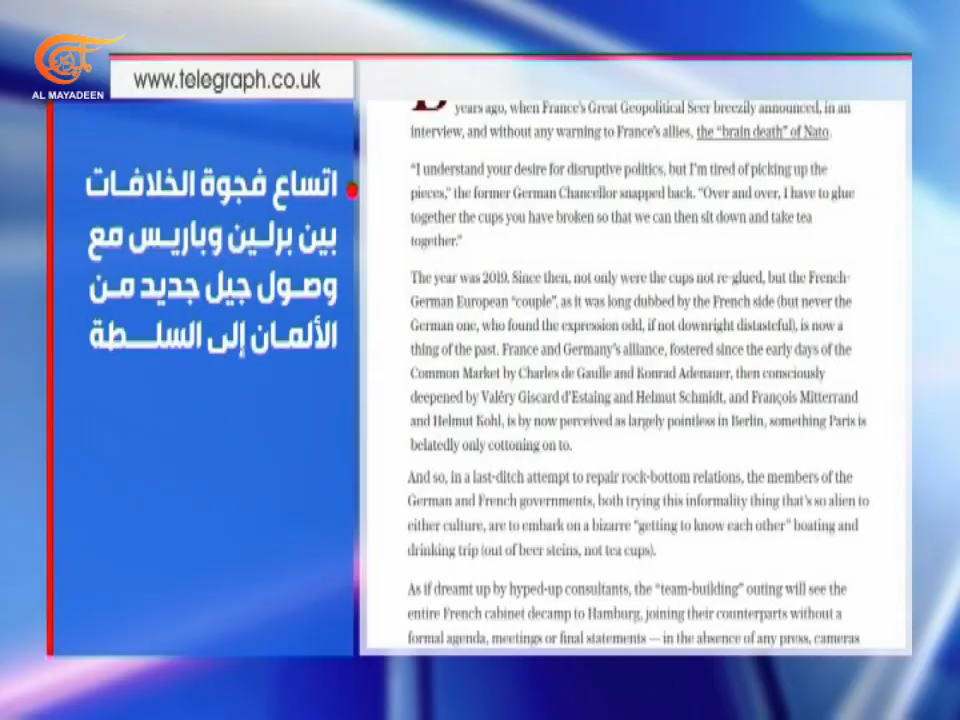 AL MAYADEEN
www.telegraph.co.uk
اتساع فجوة الخلافات
بين برلين وباريس مع
وصول جيل جديد من
الألمان إلى السلطة
years ago, when France's Great Geopolitical Seer breezily announced, in an
interview, and without any warning to France's allies, the "brain death" of Nato.
"I understand your desire for disruptive politics, but I'm tired of picking up the
pieces," the former German Chancellor snapped back. "Over and over, I have to glue
together the cups you have broken so that we can then sit down and take tea
together."
The year was 2019. Since then, not only were the cups not re-glued, but the French-
German European "couple", as it was long dubbed by the French side (but never the
German one, who found the expression odd, if not downright distasteful), is now a
thing of the past. France and Germany's alliance, fostered since the early days of the
Common Market by Charles de Gaulle and Konrad Adenauer, then consciously
deepened by Valéry Giscard d'Estaing and Helmut Schmidt, and François Mitterrand
and Helmut Kohl, is by now perceived as largely pointless in Berlin, something Paris is
belatedly only cottoning on to.
And so, in a last-ditch attempt to repair rock-bottom relations, the members of the
German and French governments, both trying this informality thing that's so alien to
either culture, are to embark on a bizarre "getting to know each other" boating and
drinking trip (out of beer steins, not tea cups).
As if dreamt up by hyped-up consultants, the "team-building" outing will see the
entire French cabinet decamp to Hamburg, joining their counterparts without a
formal agenda, meetings or final statements — in the absence of any press, cameras